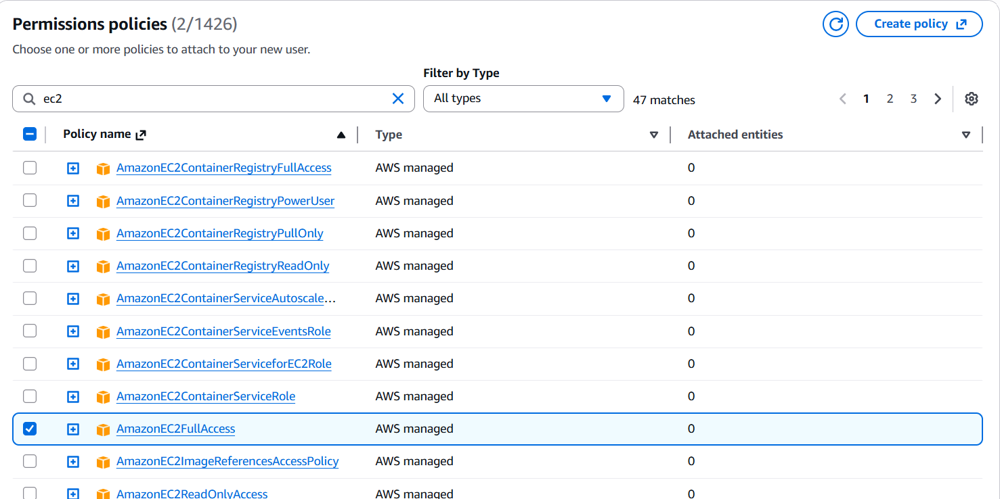 Permissions policies (2/1426)
Create policy
Choose one or more policies to attach to your new user.
Filter by Type
ec2
All types
47 matches
1 2 3
Policy name Type Attached entities
AmazonEC2ContainerRegistryFullAccess AWS managed 0
AmazonEC2ContainerRegistryPowerUser AWS managed 0
AmazonEC2ContainerRegistryPullOnly AWS managed 0
AmazonEC2ContainerRegistryReadOnly AWS managed 0
AmazonEC2ContainerServiceAutoscale... AWS managed 0
AmazonEC2ContainerServiceEventsRole AWS managed 0
AmazonEC2ContainerServiceforEC2Role AWS managed 0
AmazonEC2ContainerServiceRole AWS managed 0
AmazonEC2FullAccess AWS managed 0
AmazonEC2ImageReferencesAccessPolicy AWS managed 0
AmazonEC2ReadOnlyAccess AWS managed 0